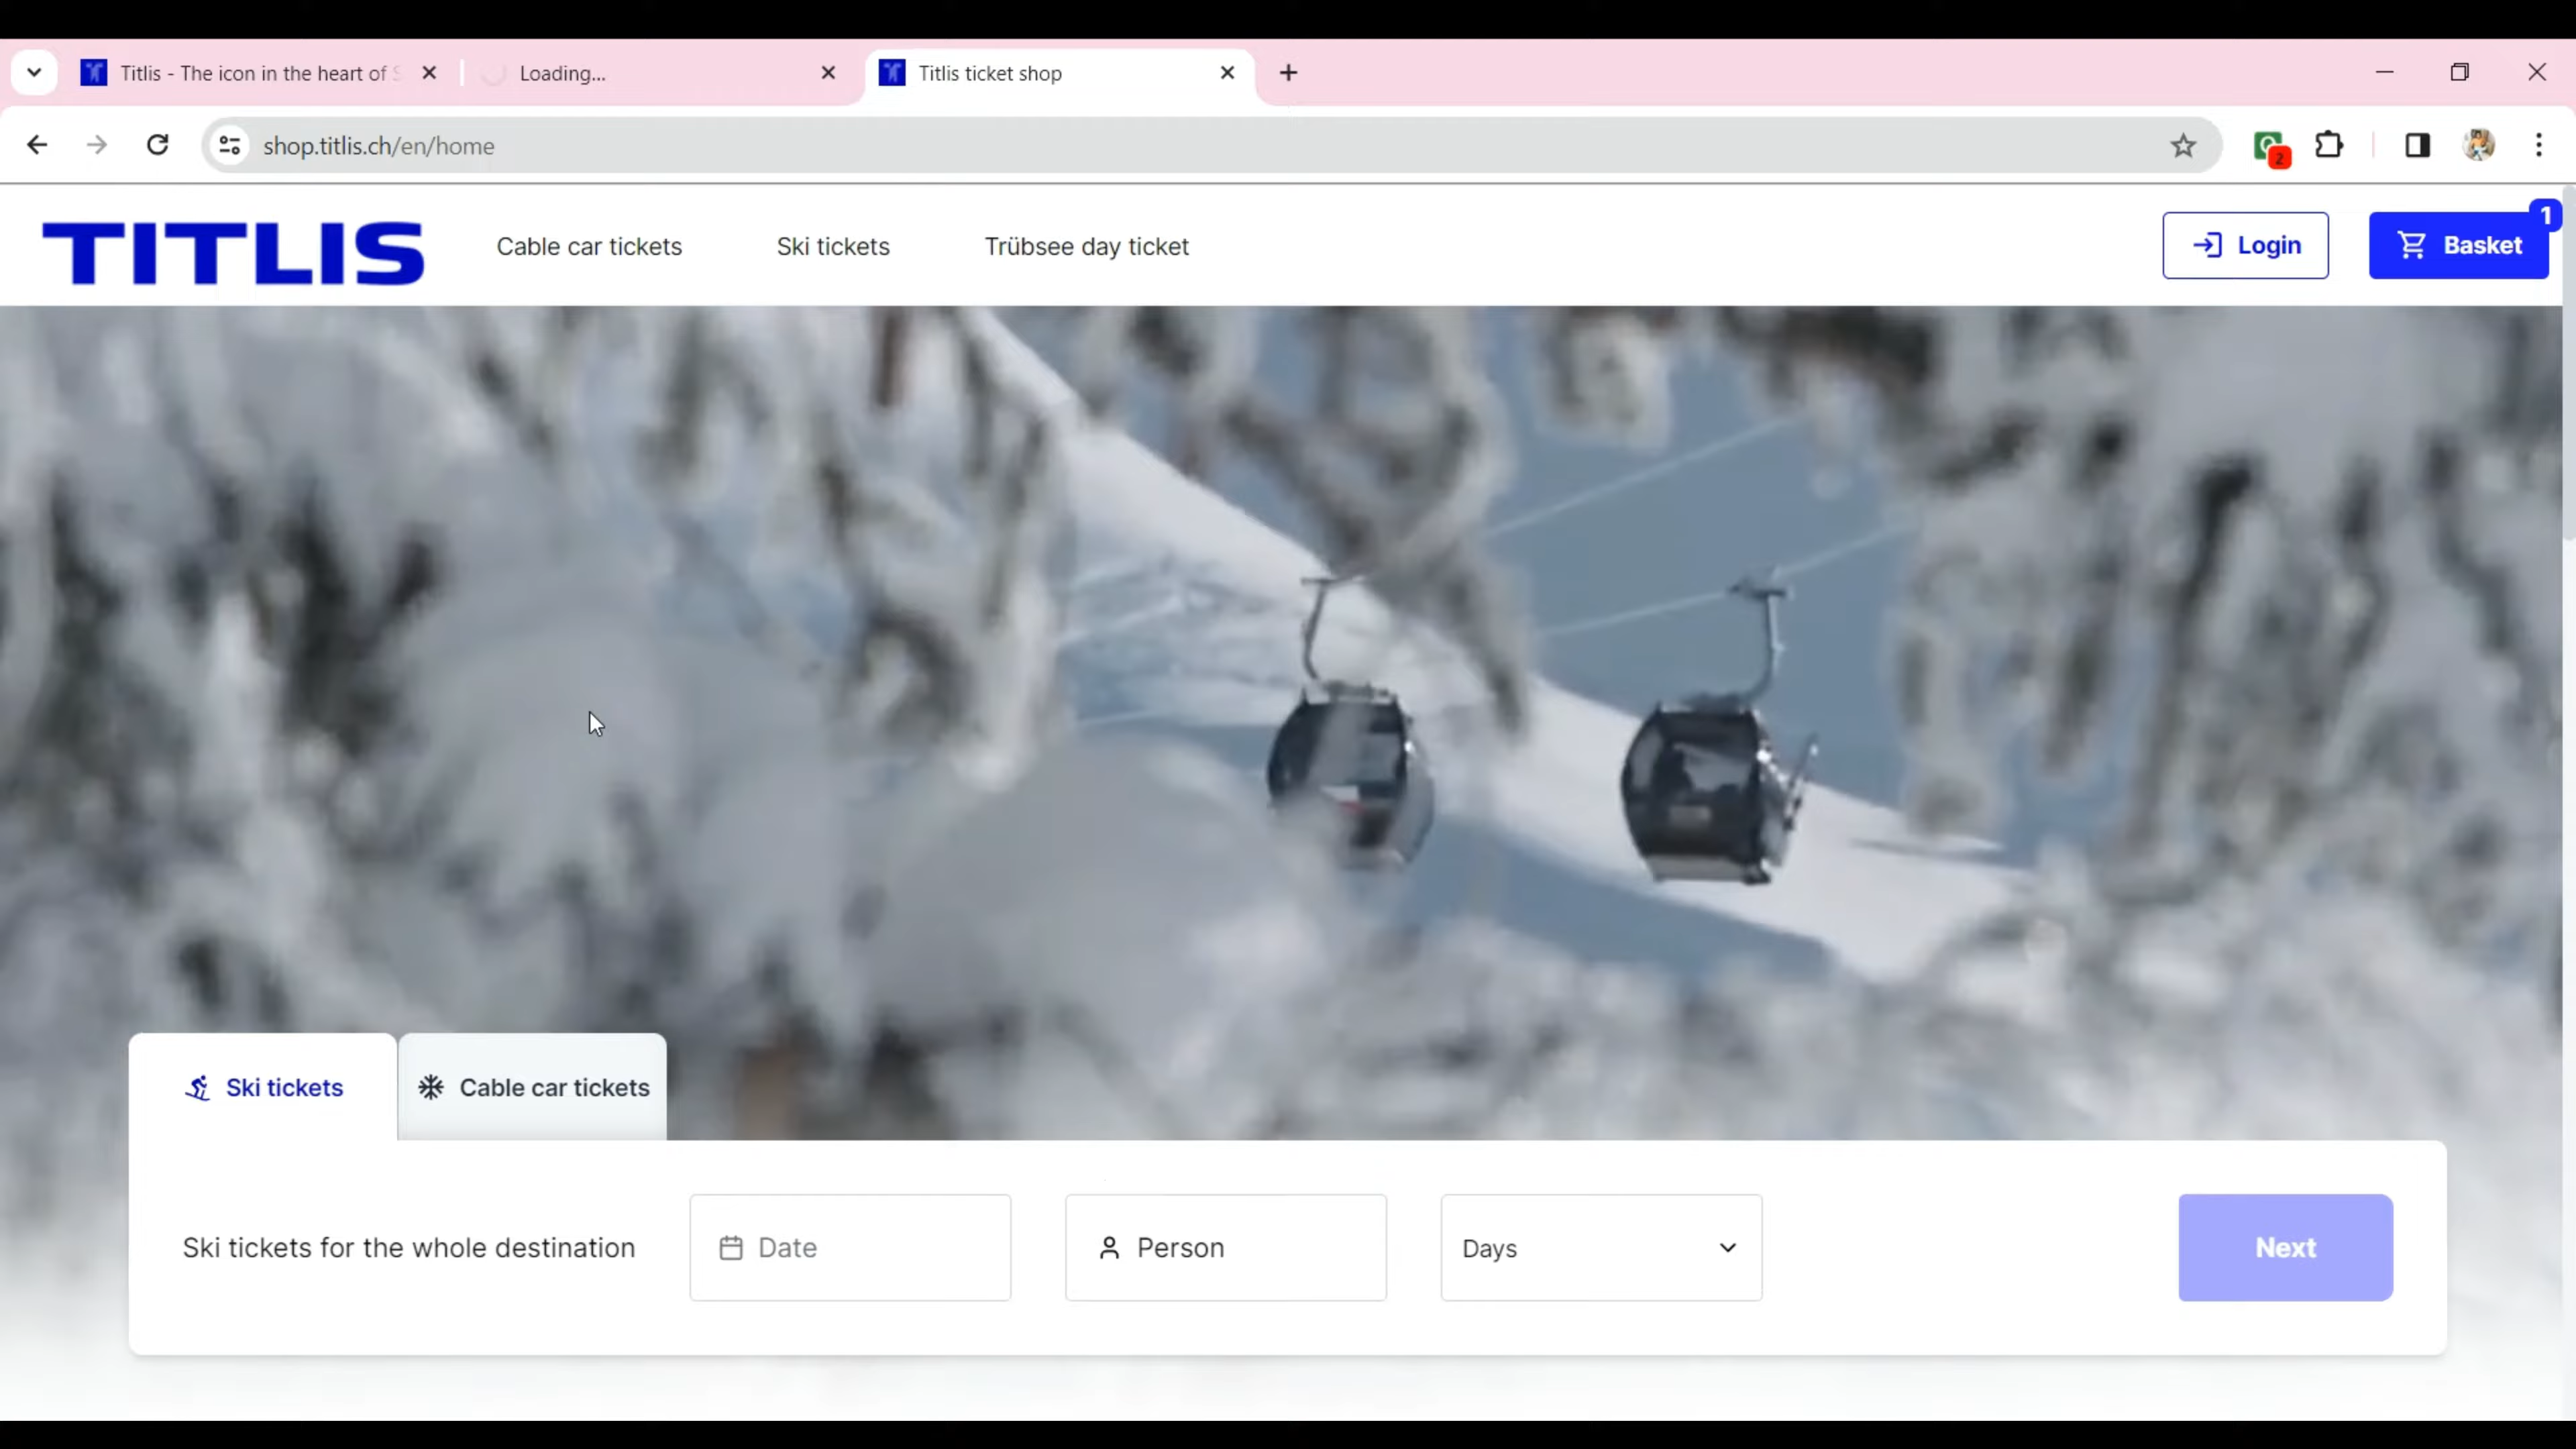 Titlis - The icon in the heart of
Loading...
Titlis ticket shop
shop.titlis.ch/en/home
2
TITLIS
Cable car tickets
Ski tickets
Trübsee day ticket
Login
Basket
1
Ski tickets
Cable car tickets
Ski tickets for the whole destination
Date
Person
Days
Next